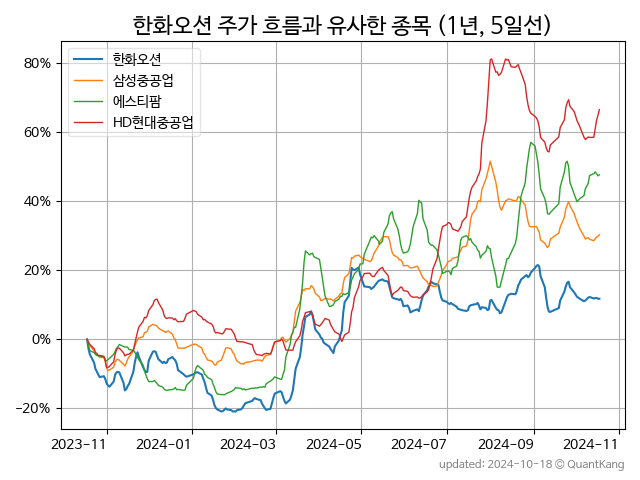 한화오션 주가 흐름과 유사한 종목 (1년, 5일선)
한화오션
삼성중공업
에스티팜
HD현대중공업
80%
60%
40%
20%
0%
−20%
2023-11 2024-01 2024-03 2024-05 2024-07 2024-09 2024-11
updated: 2024-10-18 © QuantKang